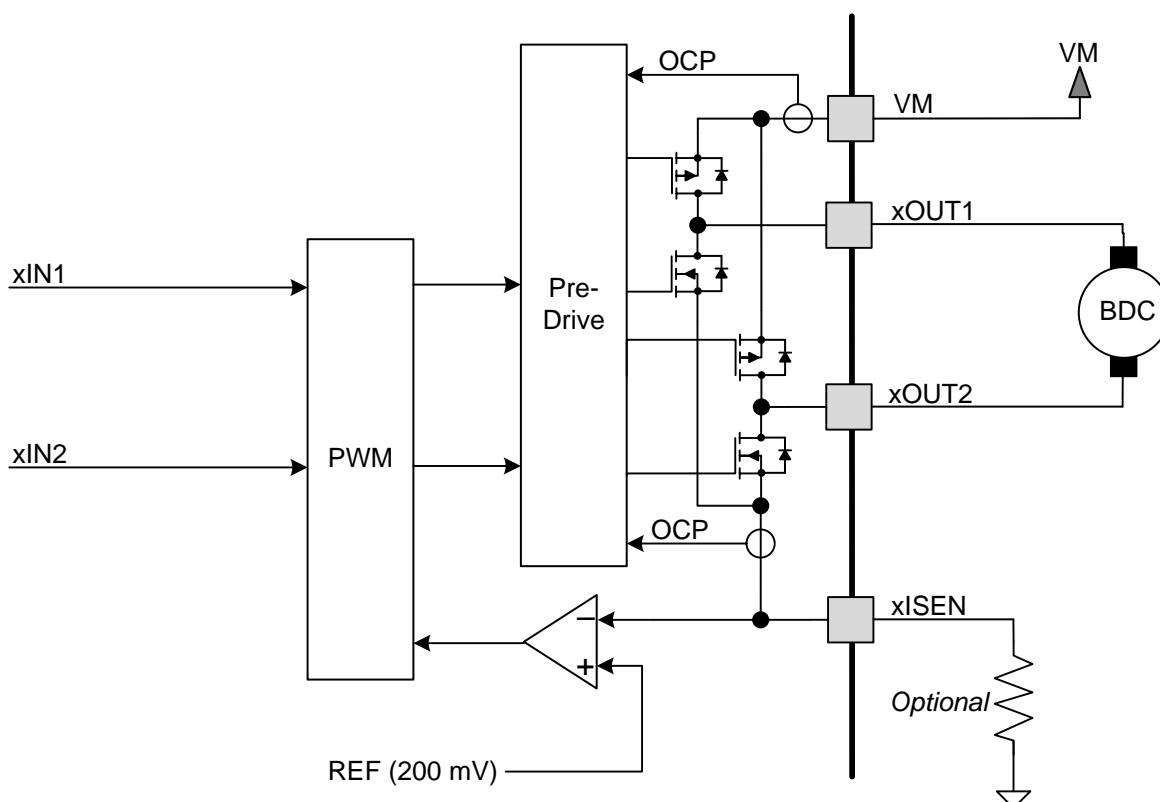 OCP
VM
VM
xOUT1
xIN1
Pre-
Drive
BDC
xOUT2
xIN2
PWM
OCP
xISEN
−
+
Optional
REF (200 mV)